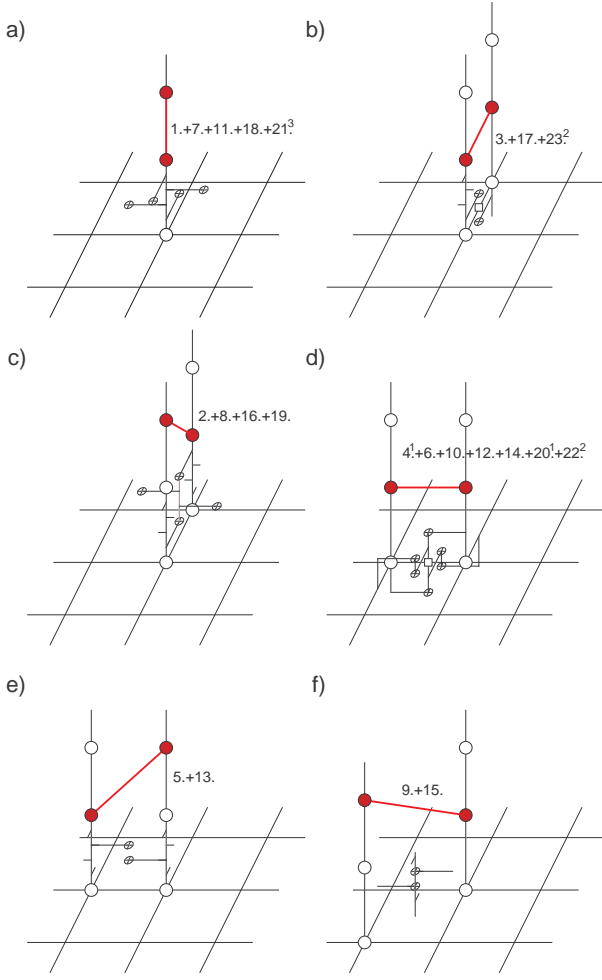 a)
1.+7.+11.+18.+21.³
b)
3.+17.+23.²
c)
2.+8.+16.+19.
d)
4.¹+6.+10.+12.+14.+20.¹+22.²
e)
5.+13.
f)
9.+15.